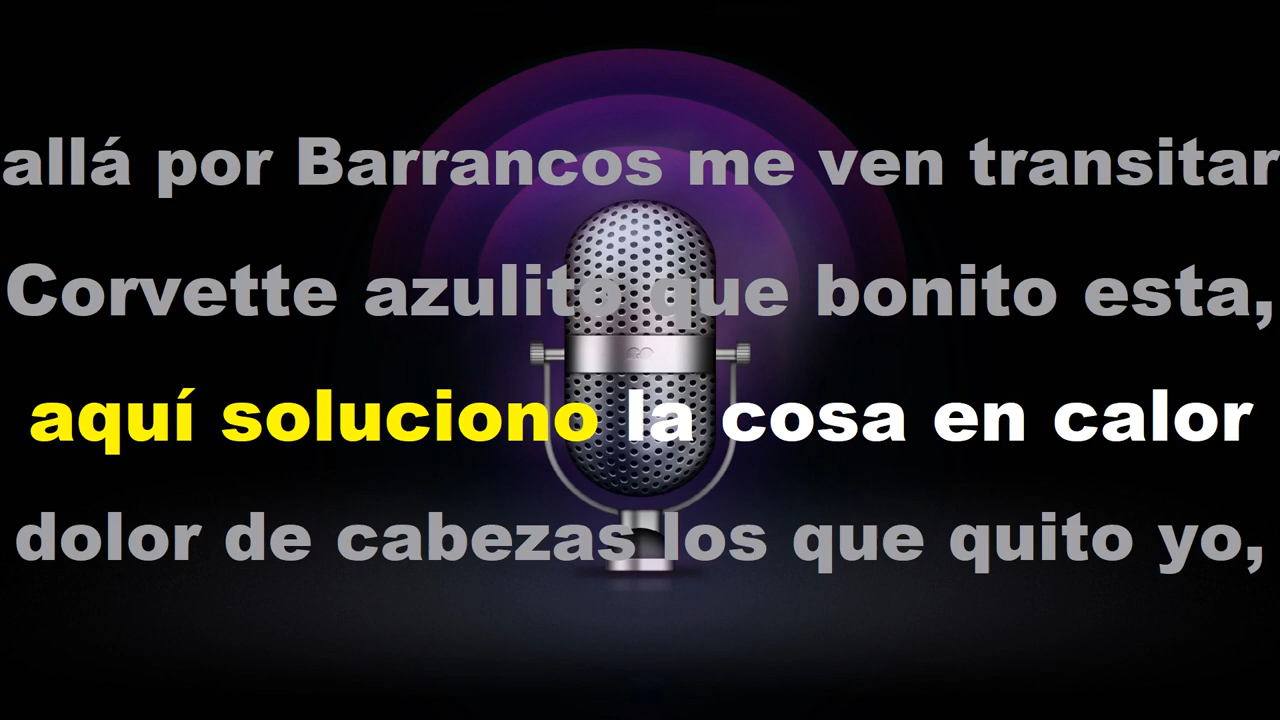 allá por Barrancos me ven transitar
Corvette azulito que bonito esta,
aquí soluciono la cosa en calor
dolor de cabezas los que quito yo,